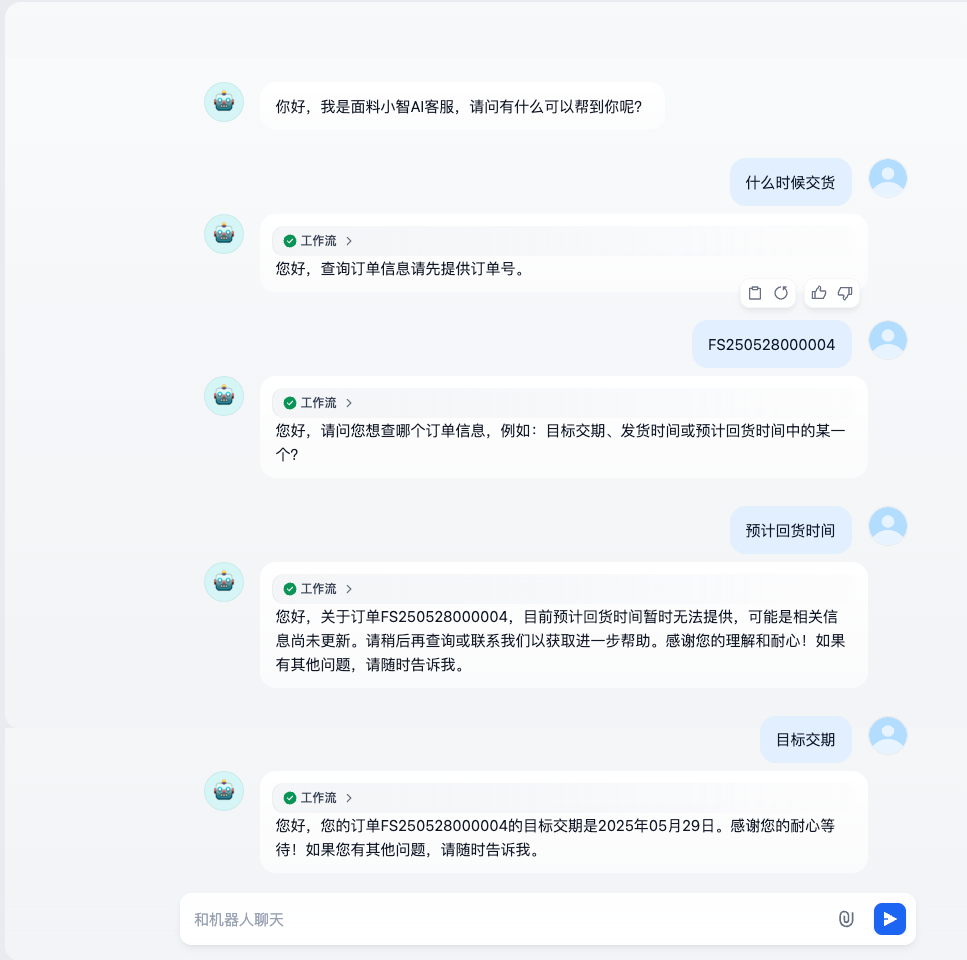 你好，我是面料小智AI客服，请问有什么可以帮到你呢？
什么时候交货
工作流
您好，查询订单信息请先提供订单号。
FS250528000004
工作流
您好，请问您想查哪个订单信息，例如：目标交期、发货时间或预计回货时间中的某一
个？
预计回货时间
工作流
您好，关于订单FS250528000004，目前预计回货时间暂时无法提供，可能是相关信
息尚未更新。请稍后再查询或联系我们以获取进一步帮助。感谢您的理解和耐心！如果
有其他问题，请随时告诉我。
目标交期
工作流
您好，您的订单FS250528000004的目标交期是2025年05月29日。感谢您的耐心等
待！如果您有其他问题，请随时告诉我。
和机器人聊天